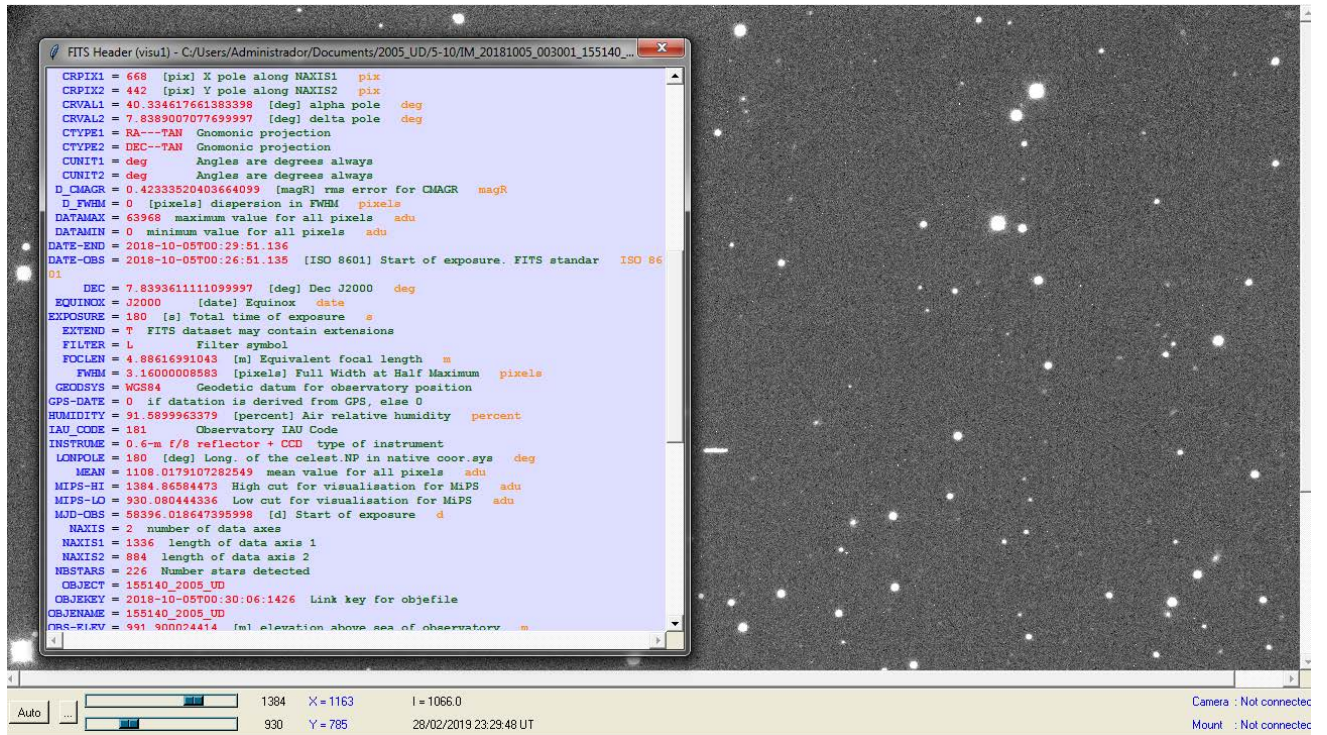 FITS Header (visu1) - C:/Users/Administrador/Documents/2005_UD/5-10/IM_20181005_003001_155140_...
CRPIX1 = 668 [pix] X pole along NAXIS1 pix
CRPIX2 = 442 [pix] Y pole along NAXIS2 pix
CRVAL1 = 40.334617661383398 [deg] alpha pole deg
CRVAL2 = 7.8389007077699997 [deg] delta pole deg
CTYPE1 = RA---TAN Gnomonic projection
CTYPE2 = DEC--TAN Gnomonic projection
CUNIT1 = deg Angles are degrees always
CUNIT2 = deg Angles are degrees always
D_CMAGR = 0.42333520403664099 [magR] rms error for CMAGR magR
D_FWHM = 0 [pixels] dispersion in FWHM pixels
DATAMAX = 63968 maximum value for all pixels adu
DATAMIN = 0 minimum value for all pixels adu
DATE-END = 2018-10-05T00:29:51.136
DATE-OBS = 2018-10-05T00:26:51.135 [ISO 8601] Start of exposure. FITS standar ISO 86
01
DEC = 7.8393611111099997 [deg] Dec J2000 deg
EQUINOX = J2000 [date] Equinox date
EXPOSURE = 180 [s] Total time of exposure s
EXTEND = T FITS dataset may contain extensions
FILTER = L Filter symbol
FOCLEN = 4.88616991043 [m] Equivalent focal length m
FWHM = 3.16000008583 [pixels] Full Width at Half Maximum pixels
GEODSYS = WGS84 Geodetic datum for observatory position
GPS-DATE = 0 if datation is derived from GPS, else 0
HUMIDITY = 91.5899963379 [percent] Air relative humidity percent
IAU_CODE = 181 Observatory IAU Code
INSTRUME = 0.6-m f/8 reflector + CCD type of instrument
LONPOLE = 180 [deg] Long. of the celest.NP in native coor.sys deg
MEAN = 1108.0179107282549 mean value for all pixels adu
MIPS-HI = 1384.86584473 High cut for visualisation for MiPS adu
MIPS-LO = 930.080444336 Low cut for visualisation for MiPS adu
MJD-OBS = 58396.018647395998 [d] Start of exposure d
NAXIS = 2 number of data axes
NAXIS1 = 1336 length of data axis 1
NAXIS2 = 884 length of data axis 2
NBSTARS = 226 Number stars detected
OBJECT = 155140_2005_UD
OBJEKEY = 2018-10-05T00:30:06:1426 Link key for objefile
OBJENAME = 155140_2005_UD
OBS-ELEV = 991.900024414 [m] elevation above sea of observatory m
Auto ... 1384 X = 1163 I = 1066.0 Camera : Not connected
930 Y = 785 28/02/2019 23:29:48 UT Mount : Not connected